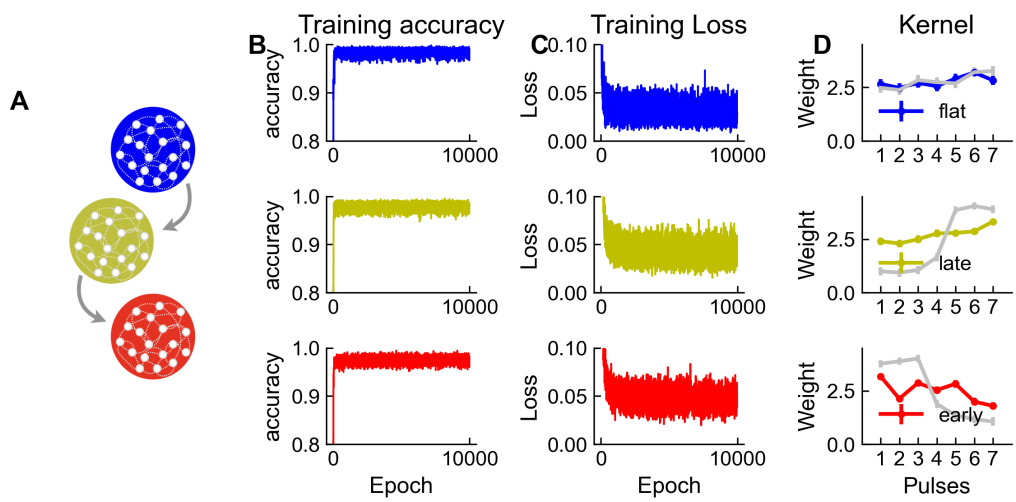 A
B
Training accuracy
accuracy
1.0
0.9
0.8
0
10000
C
Training Loss
Loss
0.10
0.05
0.00
0
10000
D
Kernel
Weight
2.5
0.0
flat
1 2 3 4 5 6 7
accuracy
1.0
0.9
0.8
0
10000
Loss
0.10
0.05
0.00
0
10000
Weight
2.5
0.0
late
1 2 3 4 5 6 7
accuracy
1.0
0.9
0.8
0
10000
Epoch
Loss
0.10
0.05
0.00
0
10000
Epoch
Weight
2.5
0.0
early
1 2 3 4 5 6 7
Pulses